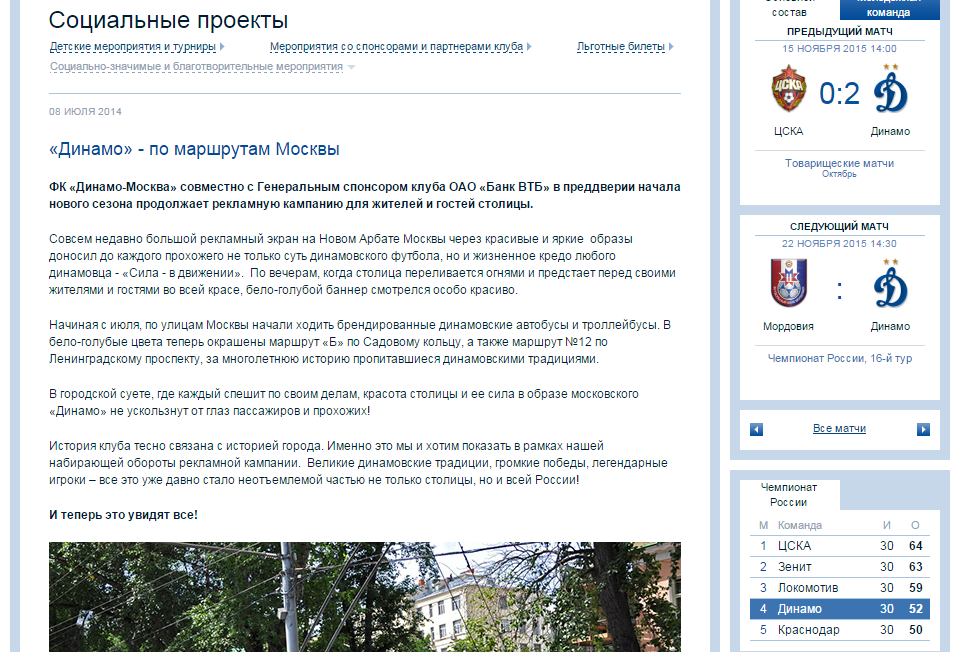 Социальные проекты
Детские мероприятия и турниры
Мероприятия со спонсорами и партнерами клуба
Льготные билеты
Социально-значимые и благотворительные мероприятия
08 ИЮЛЯ 2014
«Динамо» - по маршрутам Москвы
ФК «Динамо-Москва» совместно с Генеральным спонсором клуба ОАО «Банк ВТБ» в преддверии начала
нового сезона продолжает рекламную кампанию для жителей и гостей столицы.
Совсем недавно большой рекламный экран на Новом Арбате Москвы через красивые и яркие образы
доносил до каждого прохожего не только суть динамовского футбола, но и жизненное кредо любого
динамовца - «Сила - в движении». По вечерам, когда столица переливается огнями и предстает перед своими
жителями и гостями во всей красе, бело-голубой баннер смотрелся особо красиво.
Начиная с июля, по улицам Москвы начали ходить брендированные динамовские автобусы и троллейбусы. В
бело-голубые цвета теперь окрашены маршрут «Б» по Садовому кольцу, а также маршрут №12 по
Ленинградскому проспекту, за многолетнюю историю пропитавшиеся динамовскими традициями.
В городской суете, где каждый спешит по своим делам, красота столицы и ее сила в образе московского
«Динамо» не ускользнут от глаз пассажиров и прохожих!
История клуба тесно связана с историей города. Именно это мы и хотим показать в рамках нашей
набирающей обороты рекламной кампании. Великие динамовские традиции, громкие победы, легендарные
игроки – все это уже давно стало неотъемлемой частью не только столицы, но и всей России!
И теперь это увидят все!
состав
команда
ПРЕДЫДУЩИЙ МАТЧ
15 НОЯБРЯ 2015 14:00
ЦСКА
0:2
ЦСКА Динамо
Товарищеские матчи
Октябрь
СЛЕДУЮЩИЙ МАТЧ
22 НОЯБРЯ 2015 14:30
:
Мордовия Динамо
Чемпионат России, 16-й тур
Все матчи
Чемпионат
России
М Команда И О
1 ЦСКА 30 64
2 Зенит 30 63
3 Локомотив 30 59
4 Динамо 30 52
5 Краснодар 30 50